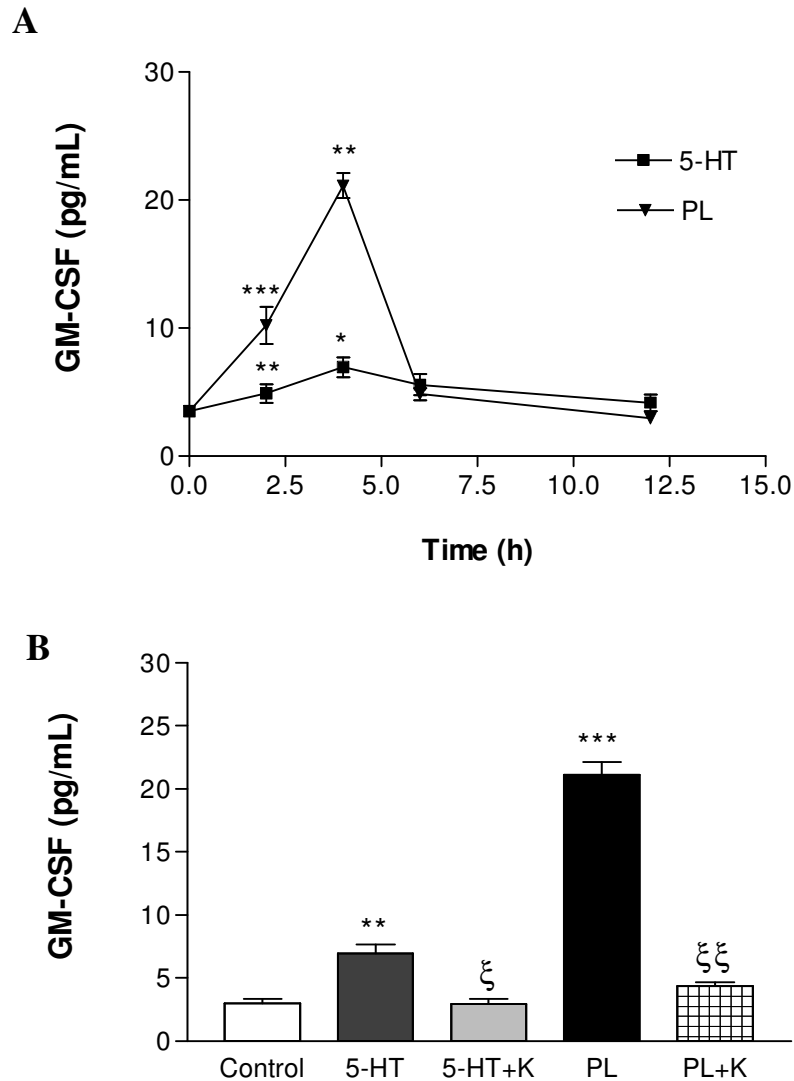 A
30
20
10
0
GM-CSF (pg/mL)
**
***
**
*
5-HT
PL
0.0 2.5 5.0 7.5 10.0 12.5 15.0
Time (h)
B
30
25
20
15
10
5
0
GM-CSF (pg/mL)
**
ξ
***
ξξ
Control 5-HT 5-HT+K PL PL+K